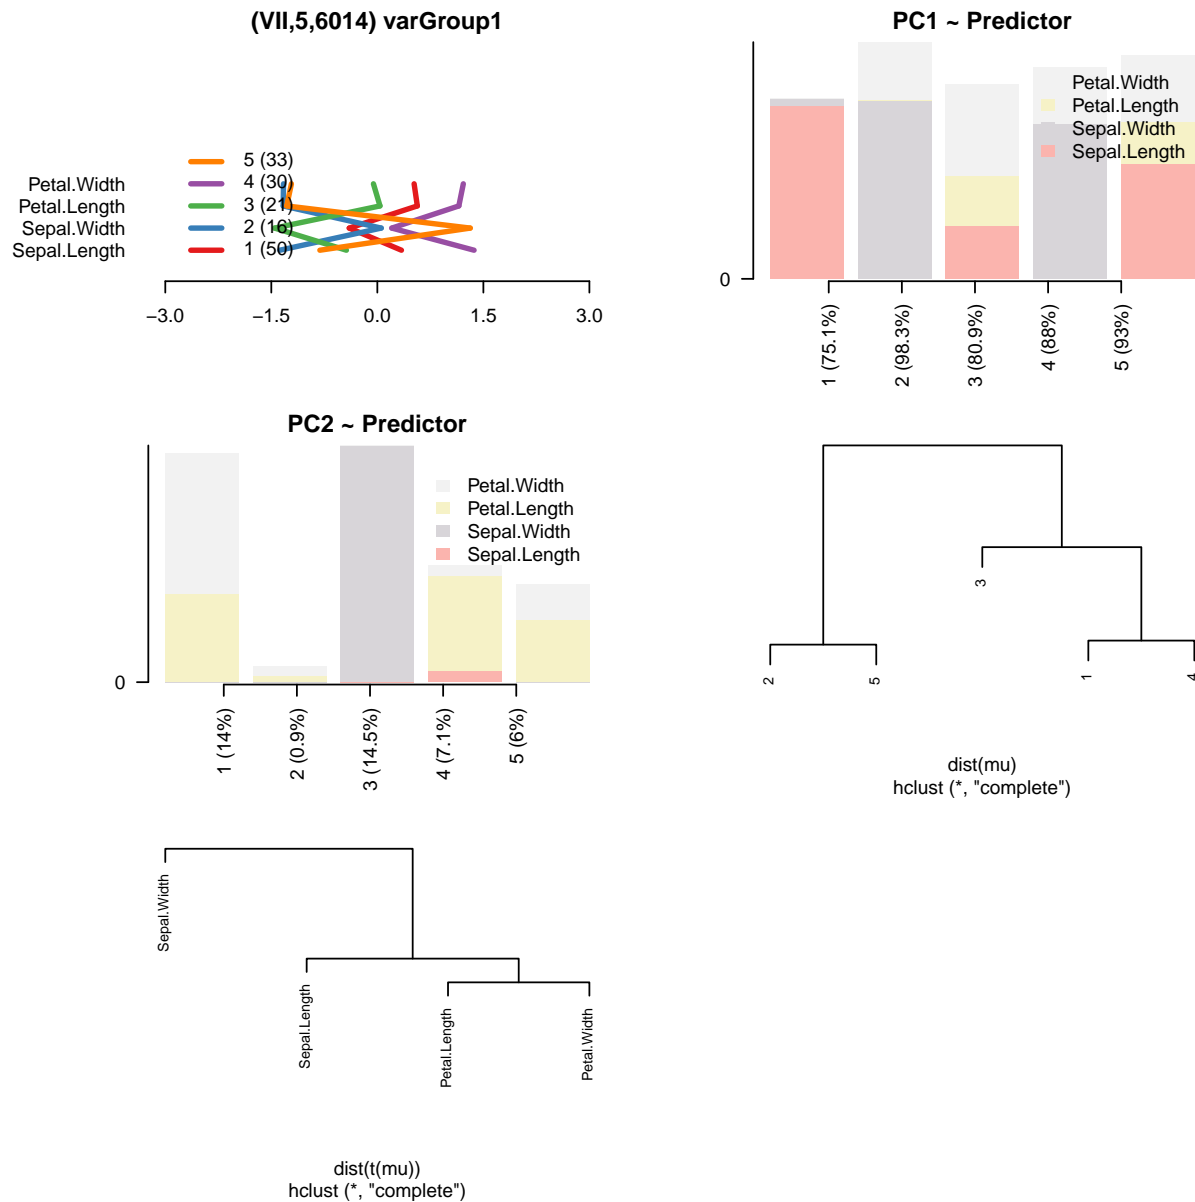 (VII,5,6014) varGroup1
5 (33)
4 (30)
3 (21)
2 (16)
1 (50)
Petal.Width
Petal.Length
Sepal.Width
Sepal.Length
−3.0 −1.5 0.0 1.5 3.0
PC1 ~ Predictor
Petal.Width
Petal.Length
Sepal.Width
Sepal.Length
0
1 (75.1%)
2 (98.3%)
3 (80.9%)
4 (88%)
5 (93%)
PC2 ~ Predictor
Petal.Width
Petal.Length
Sepal.Width
Sepal.Length
0
1 (14%)
2 (0.9%)
3 (14.5%)
4 (7.1%)
5 (6%)
2
5
3
1
4
dist(mu)
hclust (*, "complete")
Sepal.Width
Sepal.Length
Petal.Length
Petal.Width
dist(t(mu))
hclust (*, "complete")